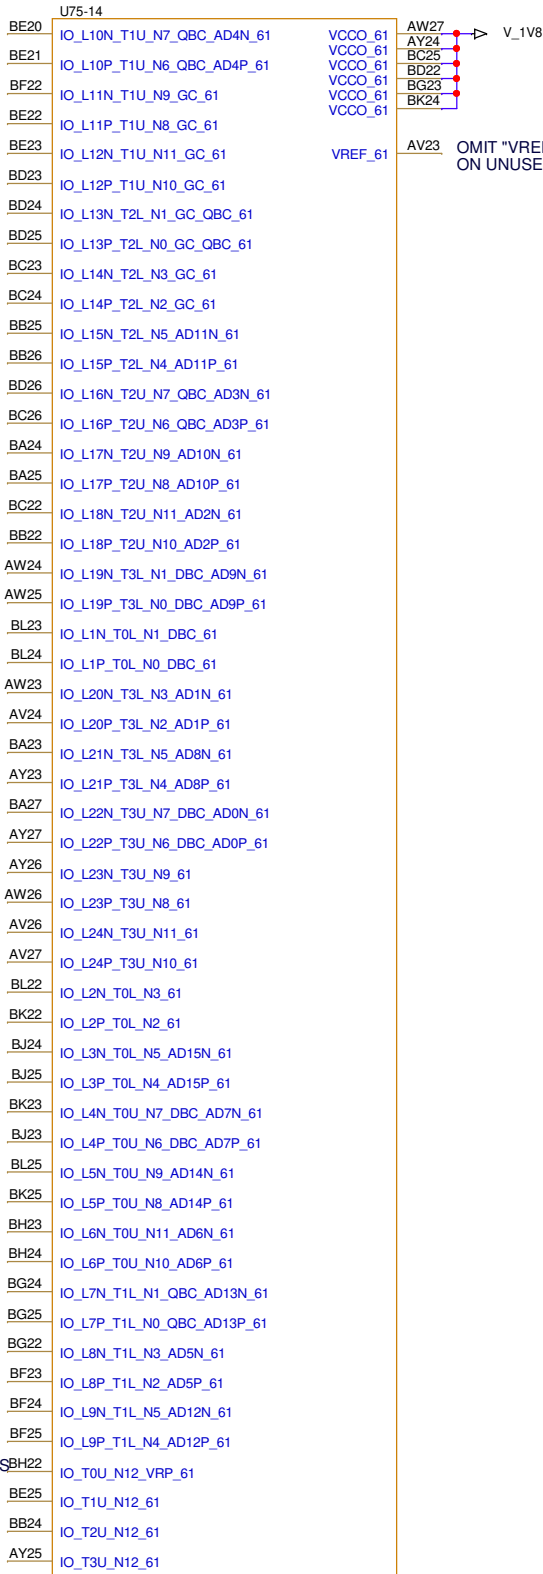 U75-14
BE20 IO_L10N_T1U_N7_QBC_AD4N_61 VCCO_61 AW27 V_1V8
VCCO_61 AY24
BE21 IO_L10P_T1U_N6_QBC_AD4P_61 VCCO_61 BC25
VCCO_61 BD22
BF22 IO_L11N_T1U_N9_GC_61 VCCO_61 BG23
VCCO_61 BK24
BE22 IO_L11P_T1U_N8_GC_61
BE23 IO_L12N_T1U_N11_GC_61 VREF_61 AV23 OMIT "VREF
ON UNUSE
BD23 IO_L12P_T1U_N10_GC_61
BD24 IO_L13N_T2L_N1_GC_QBC_61
BD25 IO_L13P_T2L_N0_GC_QBC_61
BC23 IO_L14N_T2L_N3_GC_61
BC24 IO_L14P_T2L_N2_GC_61
BB25 IO_L15N_T2L_N5_AD11N_61
BB26 IO_L15P_T2L_N4_AD11P_61
BD26 IO_L16N_T2U_N7_QBC_AD3N_61
BC26 IO_L16P_T2U_N6_QBC_AD3P_61
BA24 IO_L17N_T2U_N9_AD10N_61
BA25 IO_L17P_T2U_N8_AD10P_61
BC22 IO_L18N_T2U_N11_AD2N_61
BB22 IO_L18P_T2U_N10_AD2P_61
AW24 IO_L19N_T3L_N1_DBC_AD9N_61
AW25 IO_L19P_T3L_N0_DBC_AD9P_61
BL23 IO_L1N_T0L_N1_DBC_61
BL24 IO_L1P_T0L_N0_DBC_61
AW23 IO_L20N_T3L_N3_AD1N_61
AV24 IO_L20P_T3L_N2_AD1P_61
BA23 IO_L21N_T3L_N5_AD8N_61
AY23 IO_L21P_T3L_N4_AD8P_61
BA27 IO_L22N_T3U_N7_DBC_AD0N_61
AY27 IO_L22P_T3U_N6_DBC_AD0P_61
AY26 IO_L23N_T3U_N9_61
AW26 IO_L23P_T3U_N8_61
AV26 IO_L24N_T3U_N11_61
AV27 IO_L24P_T3U_N10_61
BL22 IO_L2N_T0L_N3_61
BK22 IO_L2P_T0L_N2_61
BJ24 IO_L3N_T0L_N5_AD15N_61
BJ25 IO_L3P_T0L_N4_AD15P_61
BK23 IO_L4N_T0U_N7_DBC_AD7N_61
BJ23 IO_L4P_T0U_N6_DBC_AD7P_61
BL25 IO_L5N_T0U_N9_AD14N_61
BK25 IO_L5P_T0U_N8_AD14P_61
BH23 IO_L6N_T0U_N11_AD6N_61
BH24 IO_L6P_T0U_N10_AD6P_61
BG24 IO_L7N_T1L_N1_QBC_AD13N_61
BG25 IO_L7P_T1L_N0_QBC_AD13P_61
BG22 IO_L8N_T1L_N3_AD5N_61
BF23 IO_L8P_T1L_N2_AD5P_61
BF24 IO_L9N_T1L_N5_AD12N_61
BF25 IO_L9P_T1L_N4_AD12P_61
S BH22 IO_T0U_N12_VRP_61
BE25 IO_T1U_N12_61
BB24 IO_T2U_N12_61
AY25 IO_T3U_N12_61